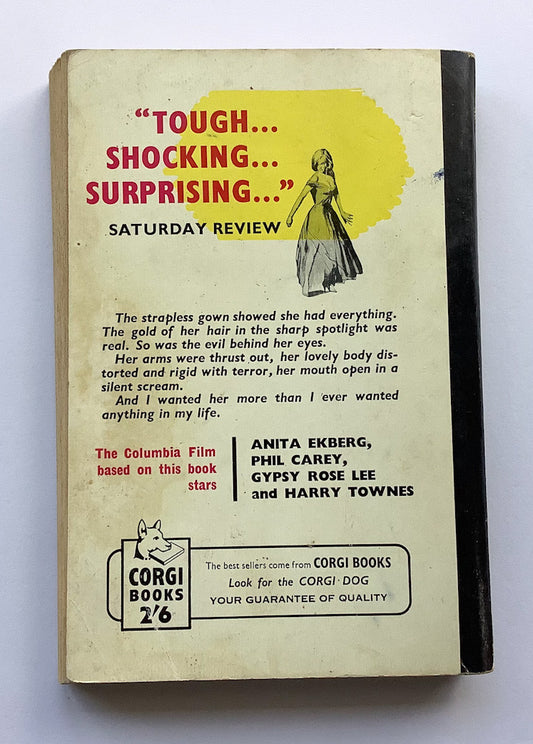 “TOUGH...
SHOCKING...
SURPRISING...”
SATURDAY REVIEW
The strapless gown showed she had everything.
The gold of her hair in the sharp spotlight was
real. So was the evil behind her eyes.
Her arms were thrust out, her lovely body dis-
torted and rigid with terror, her mouth open in a
silent scream.
And I wanted her more than I ever wanted
anything in my life.
The Columbia Film
based on this book
stars
ANITA EKBERG,
PHIL CAREY,
GYPSY ROSE LEE
and HARRY TOWNES
CORGI
BOOKS
2/6
The best sellers come from CORGI BOOKS
Look for the CORGI DOG
YOUR GUARANTEE OF QUALITY